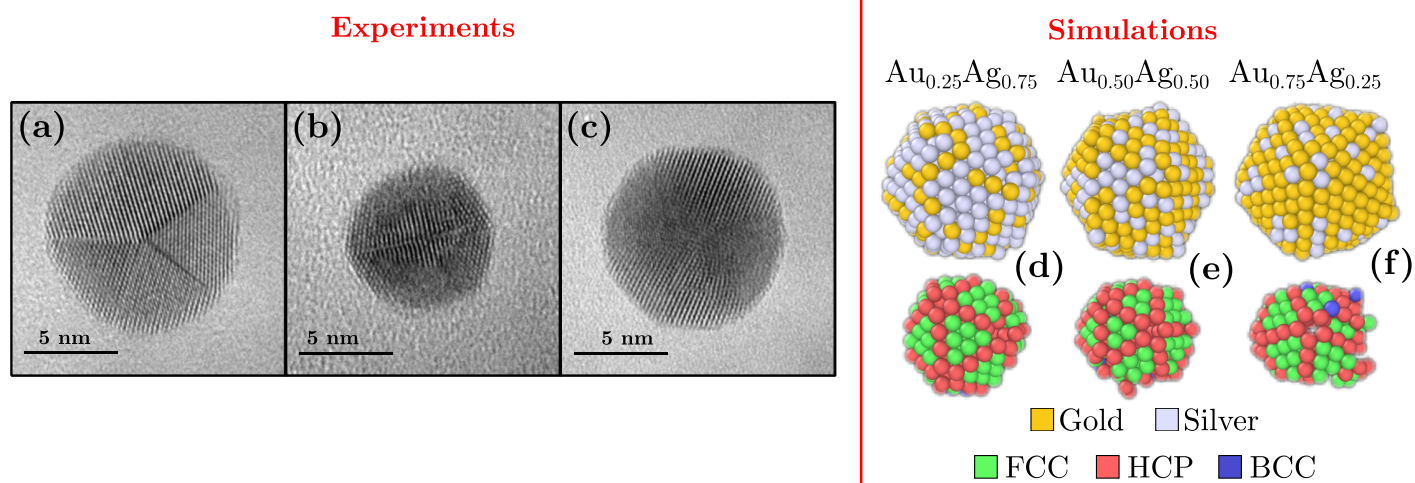 Experiments
(a)
(b)
(c)
5 nm
5 nm
5 nm
Simulations
Au0.25Ag0.75 Au0.50Ag0.50 Au0.75Ag0.25
(d)
(e)
(f)
Gold Silver
FCC HCP BCC